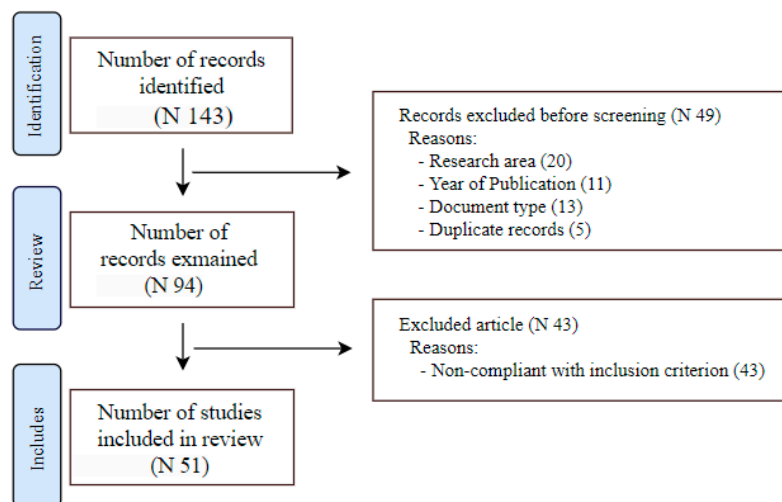 Identification
Number of records
identified
(N 143)
Records excluded before screening (N 49)
Reasons:
- Research area (20)
- Year of Publication (11)
- Document type (13)
- Duplicate records (5)
Review
Number of
records exmained
(N 94)
Excluded article (N 43)
Reasons:
- Non-compliant with inclusion criterion (43)
Includes
Number of studies
included in review
(N 51)